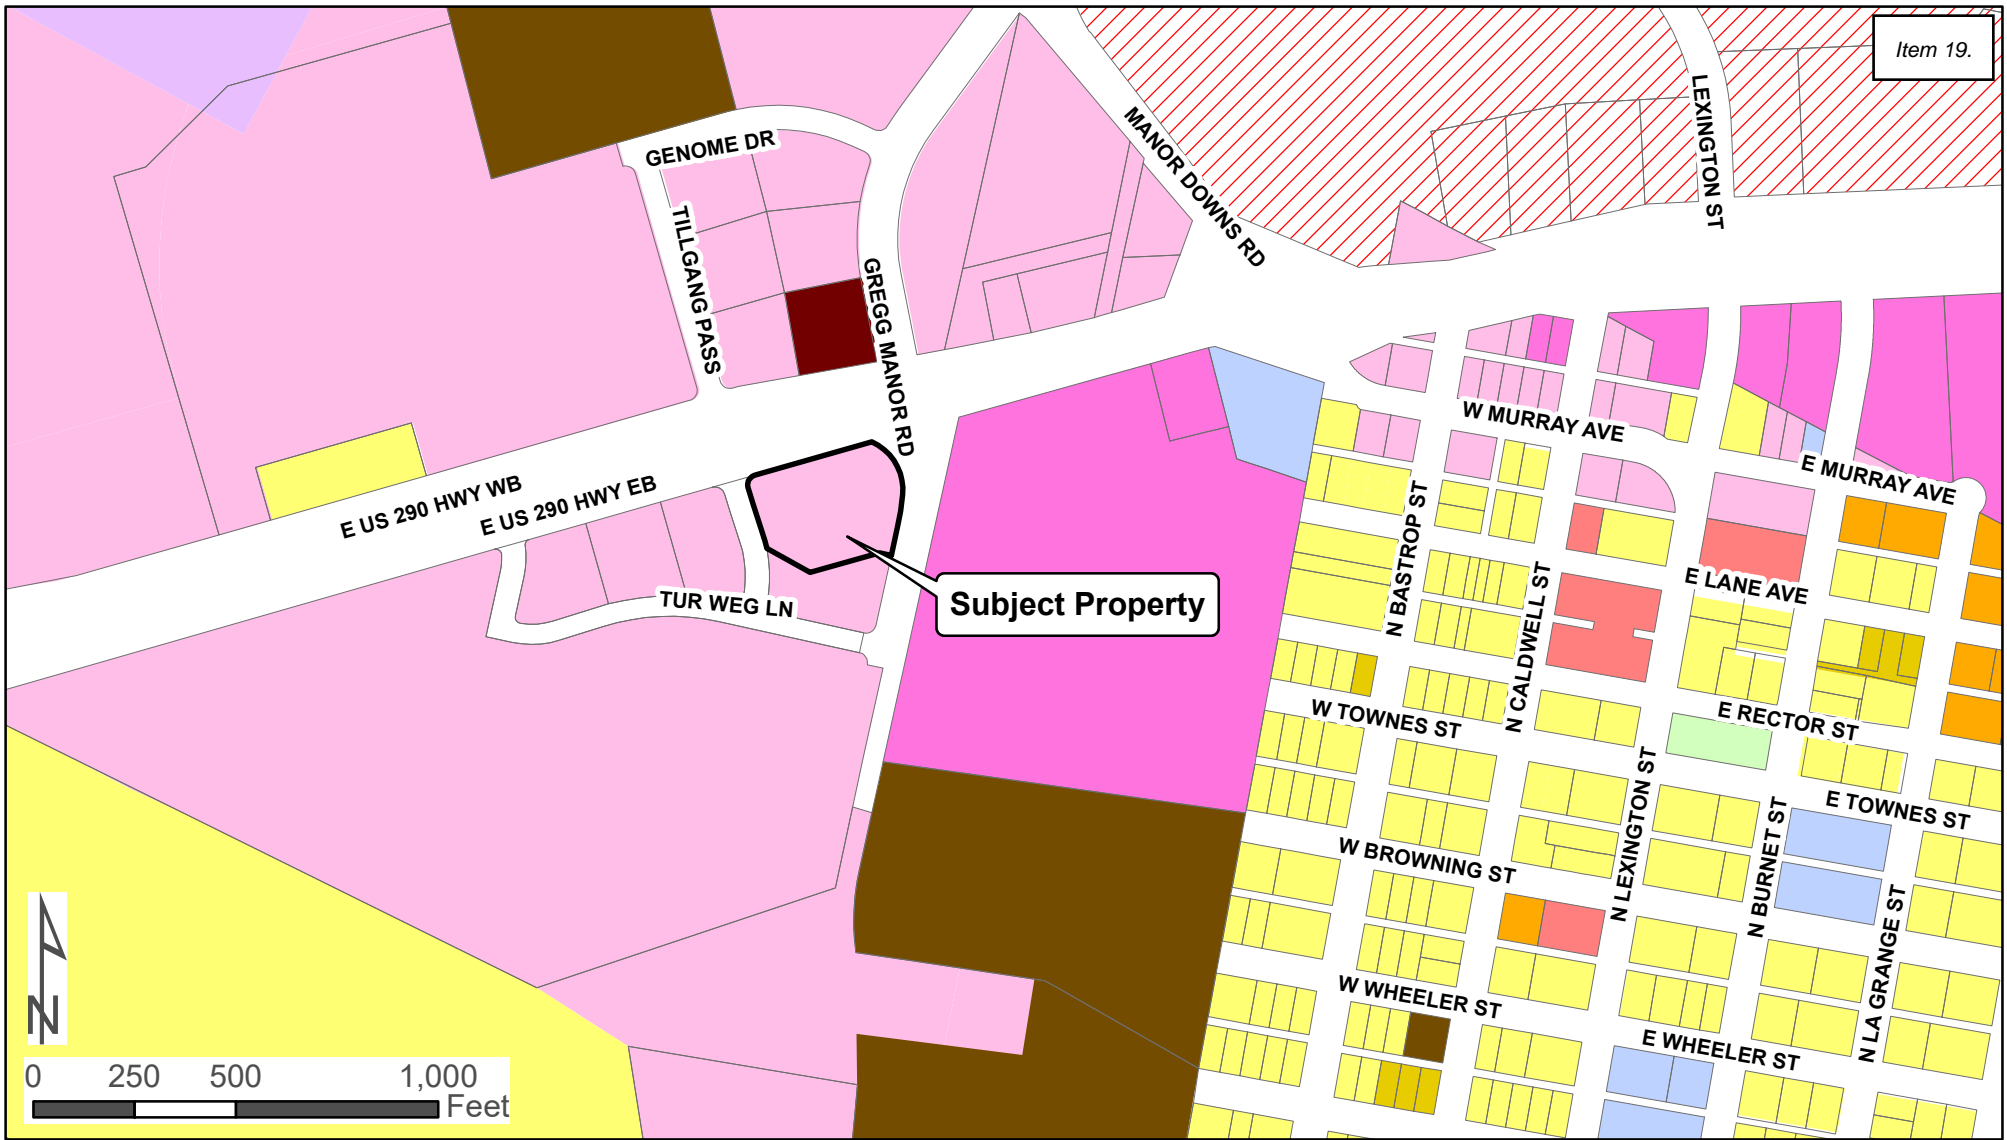 Item 19.
LEXINGTON ST
MANOR DOWNS RD
GENOME DR
TILLGANG PASS
GREGG MANOR RD
W MURRAY AVE
E MURRAY AVE
E US 290 HWY WB
E US 290 HWY EB
N BASTROP ST
N CALDWELL ST
E LANE AVE
TUR WEG LN
Subject Property
W TOWNES ST
E RECTOR ST
N LEXINGTON ST
E TOWNES ST
N BURNET ST
W BROWNING ST
N LA GRANGE ST
W WHEELER ST
E WHEELER ST
N
0 250 500 1,000
Feet